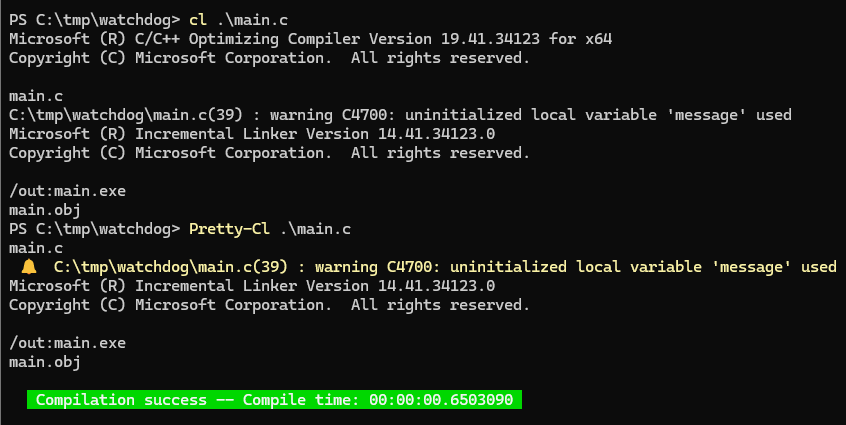 PS C:\tmp\watchdog> cl .\main.c
Microsoft (R) C/C++ Optimizing Compiler Version 19.41.34123 for x64
Copyright (C) Microsoft Corporation.  All rights reserved.

main.c
C:\tmp\watchdog\main.c(39) : warning C4700: uninitialized local variable 'message' used
Microsoft (R) Incremental Linker Version 14.41.34123.0
Copyright (C) Microsoft Corporation.  All rights reserved.

/out:main.exe
main.obj
PS C:\tmp\watchdog> Pretty-Cl .\main.c
main.c
🔔 C:\tmp\watchdog\main.c(39) : warning C4700: uninitialized local variable 'message' used
Microsoft (R) Incremental Linker Version 14.41.34123.0
Copyright (C) Microsoft Corporation.  All rights reserved.

/out:main.exe
main.obj

Compilation success -- Compile time: 00:00:00.6503090